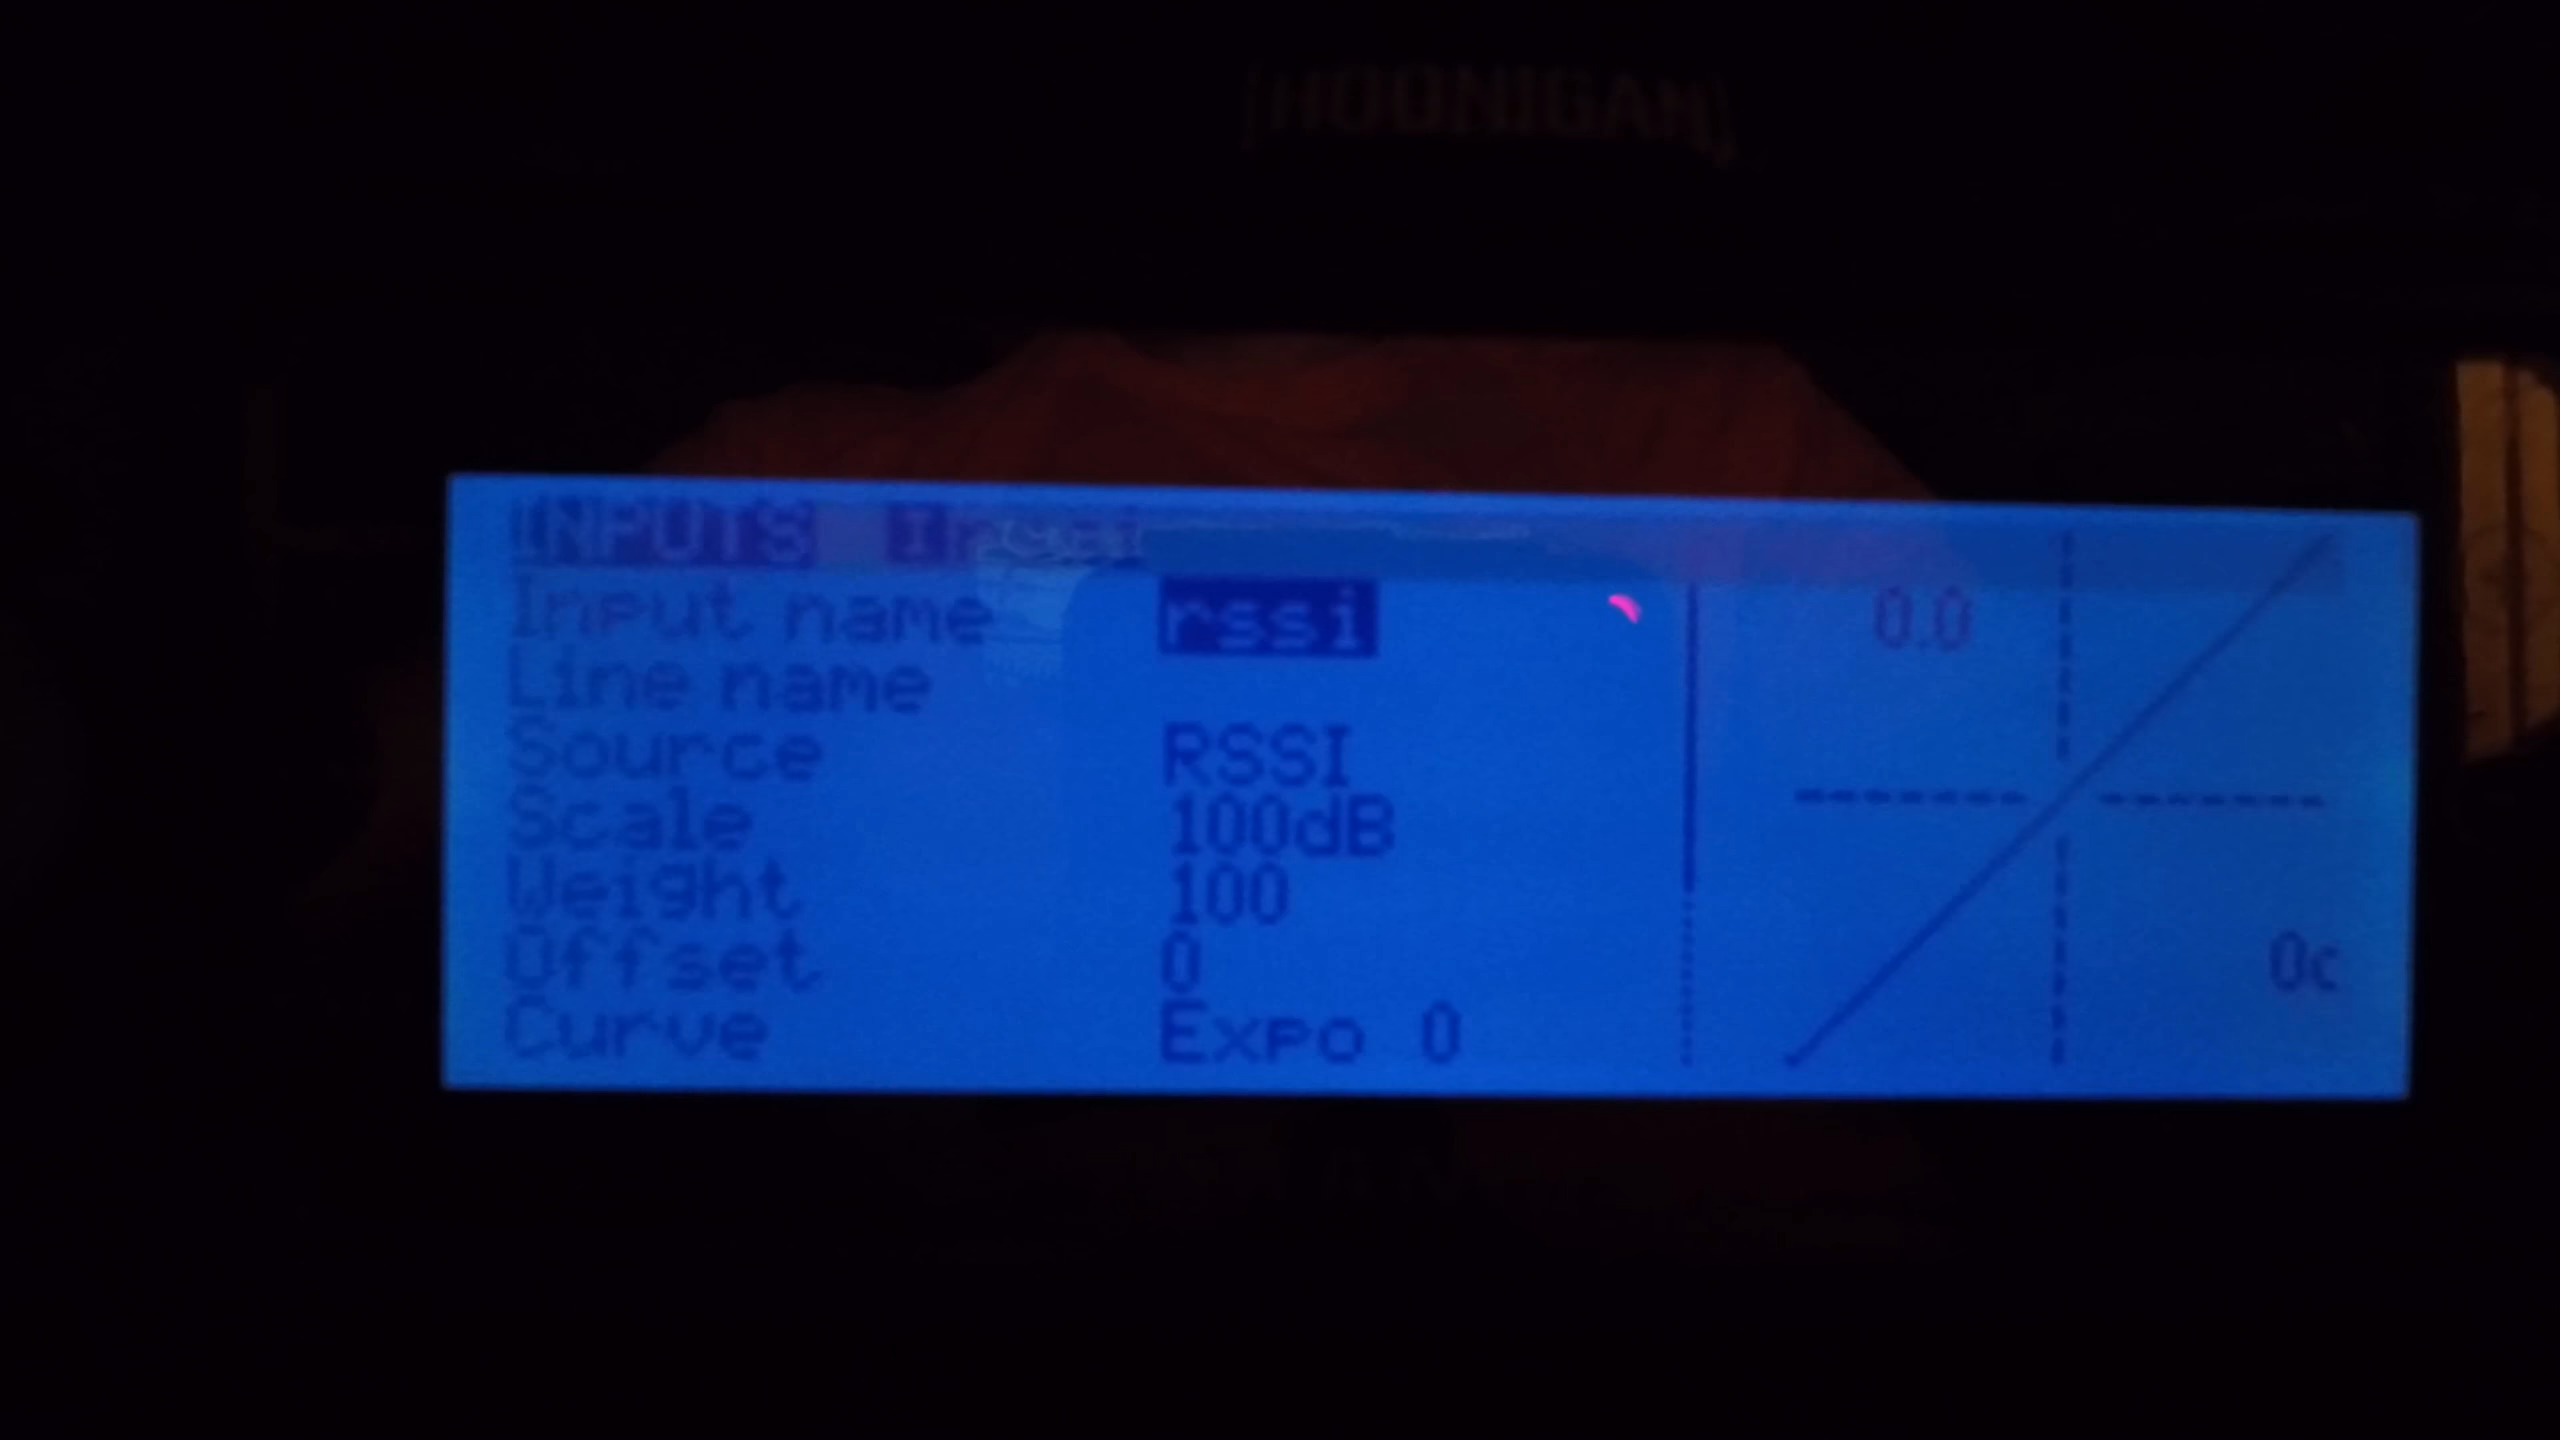 [HOONIGAN]
INPUTS Irssi
Input name rssi
Line name
Source RSSI
0.0
Scale 100dB
Weight 100
Offset 0
0c
Curve Expo 0